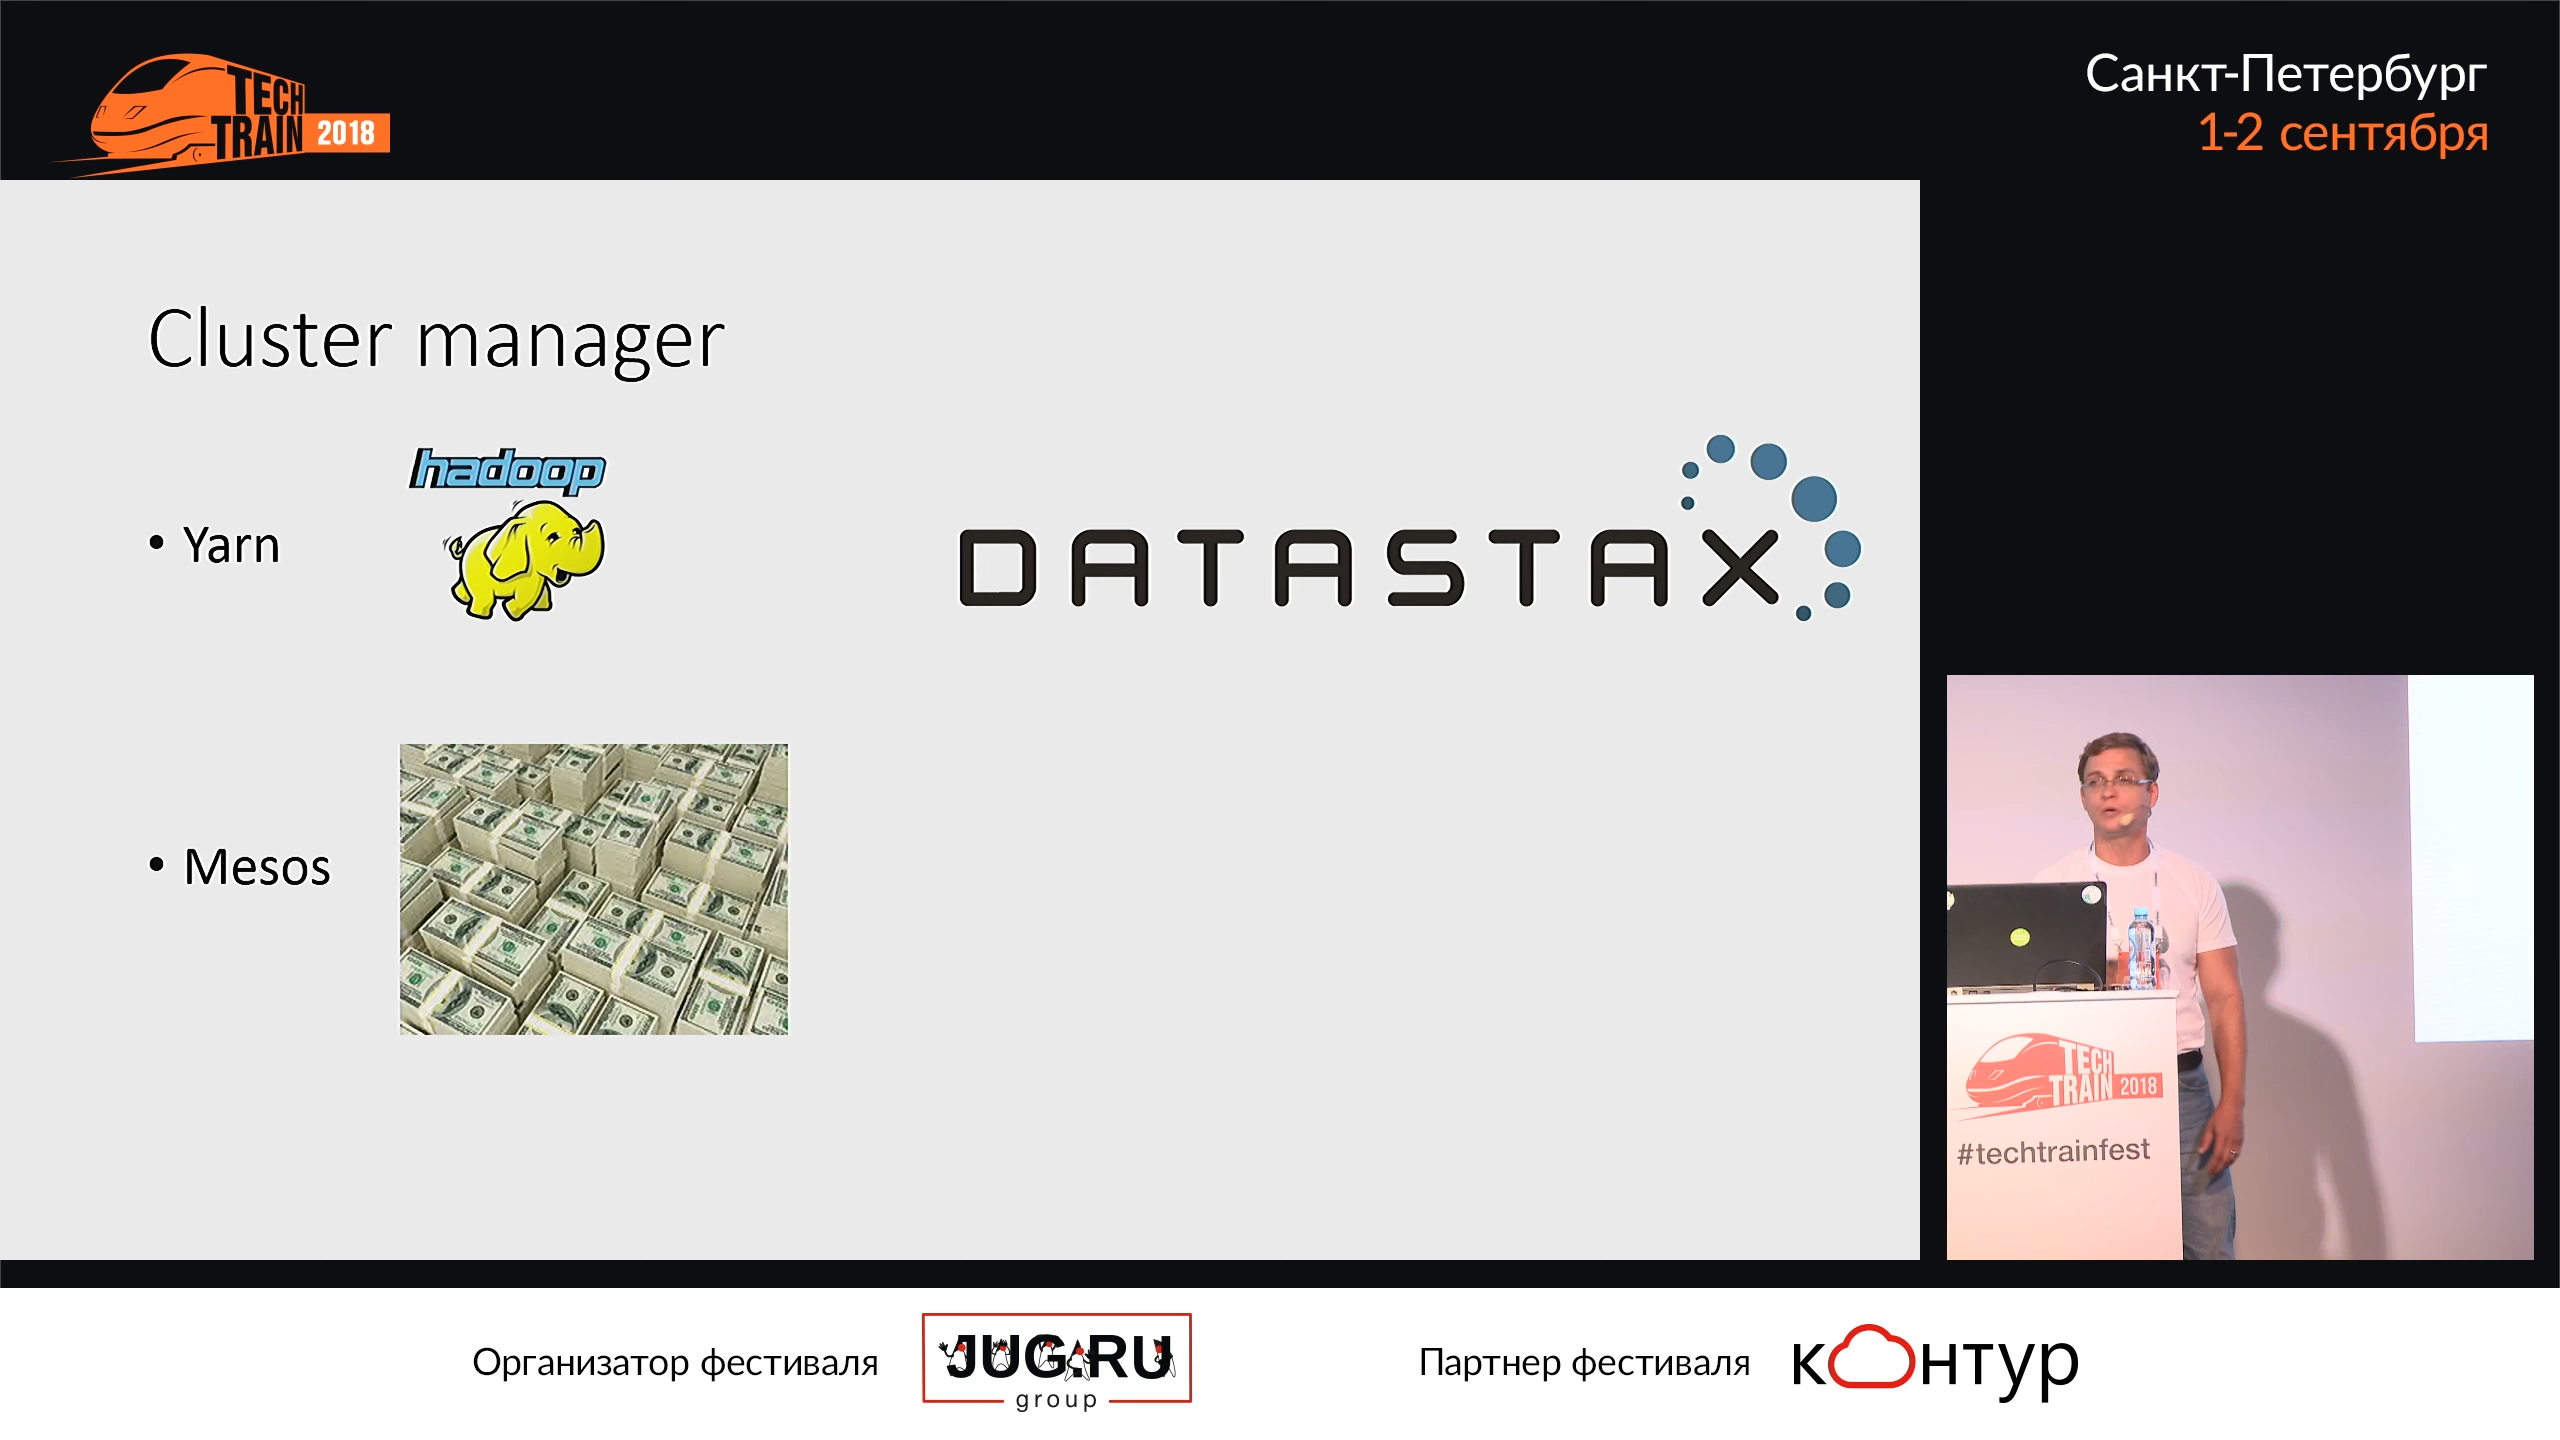 TECH
TRAIN 2018
Санкт-Петербург
1-2 сентября
Cluster manager
hadoop
• Yarn
DATASTAX
• Mesos
TECH
TRAIN 2018
#techtrainfest
Организатор фестиваля
JUG.RU
group
Партнер фестиваля
контур